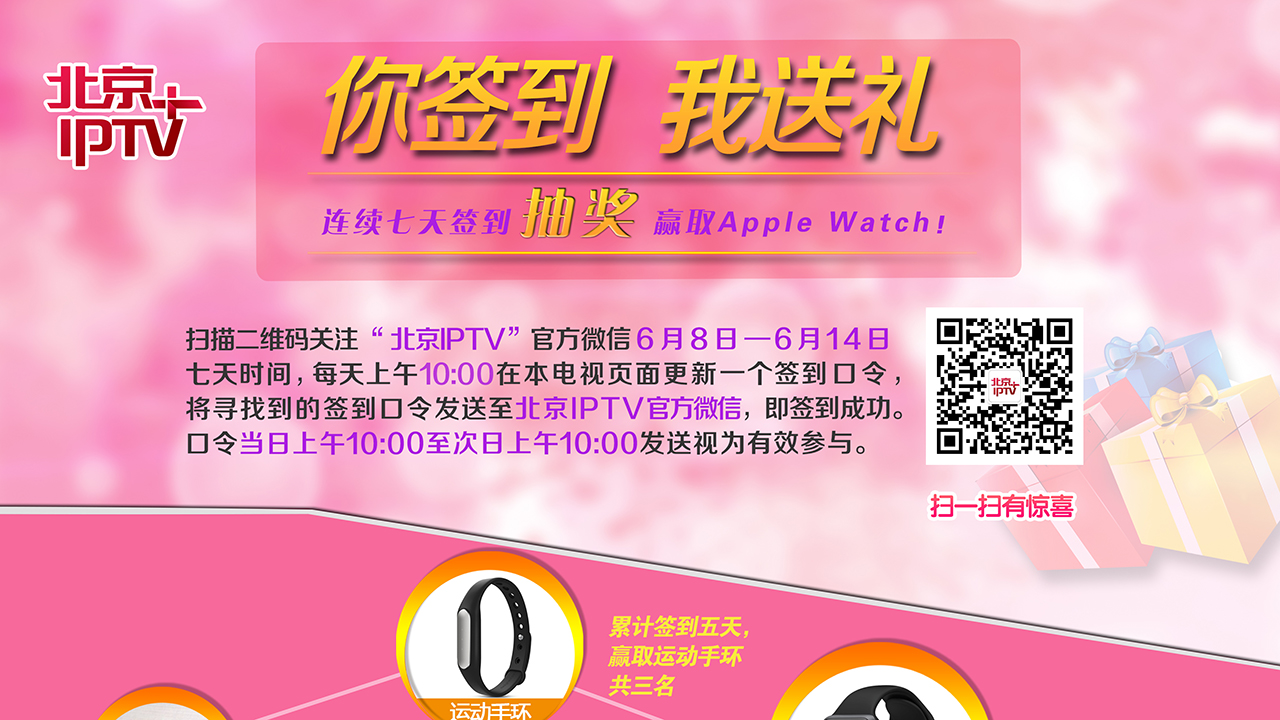 北京
IPTV
你签到 我送礼
连续七天签到抽奖赢取Apple Watch!
扫描二维码关注“北京IPTV”官方微信6月8日—6月14日
七天时间,每天上午10:00在本电视页面更新一个签到口令,
将寻找到的签到口令发送至北京IPTV官方微信,即签到成功。
口令当日上午10:00至次日上午10:00发送视为有效参与。
北京
IPTV
扫一扫有惊喜
累计签到五天,
赢取运动手环
共三名
运动手环